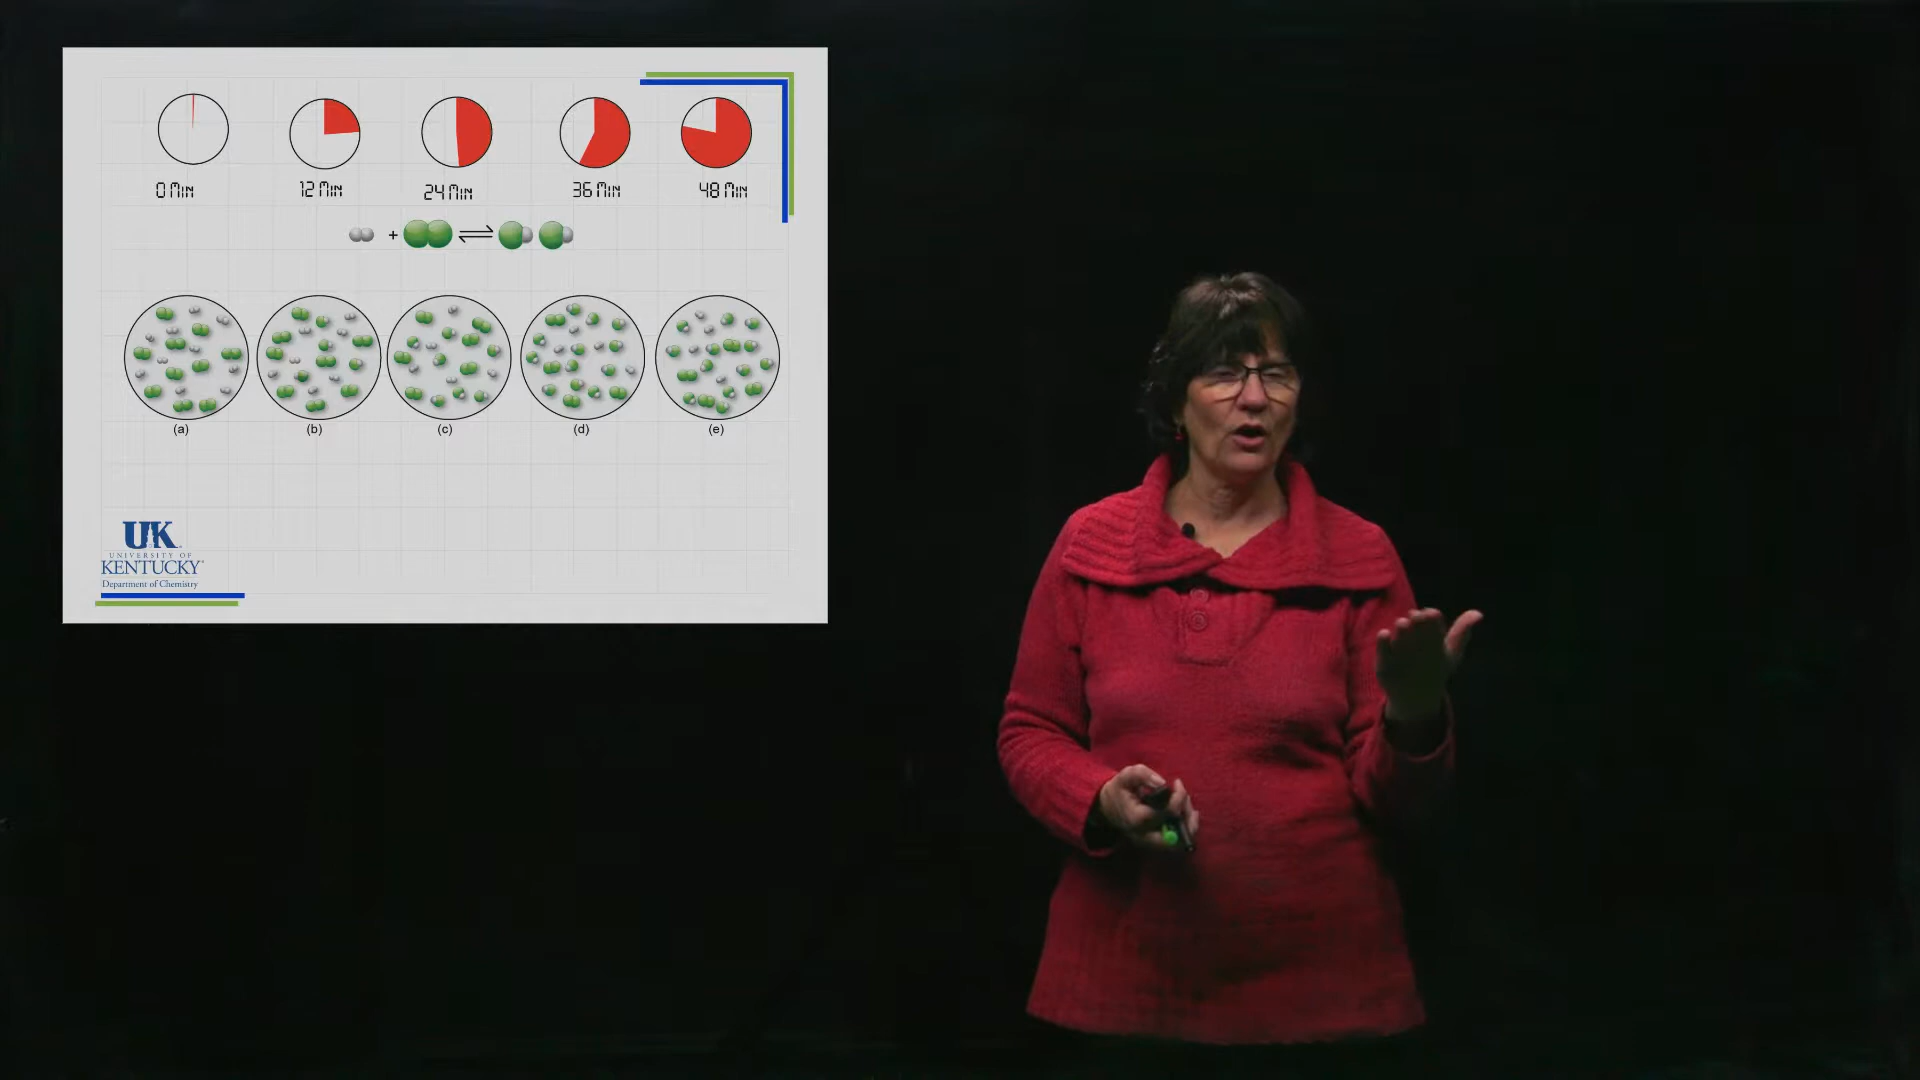 0 Min 12 Min 24 Min 36 Min 48 Min
+
(a) (b) (c) (d) (e)
UK
UNIVERSITY OF
KENTUCKY
Department of Chemistry